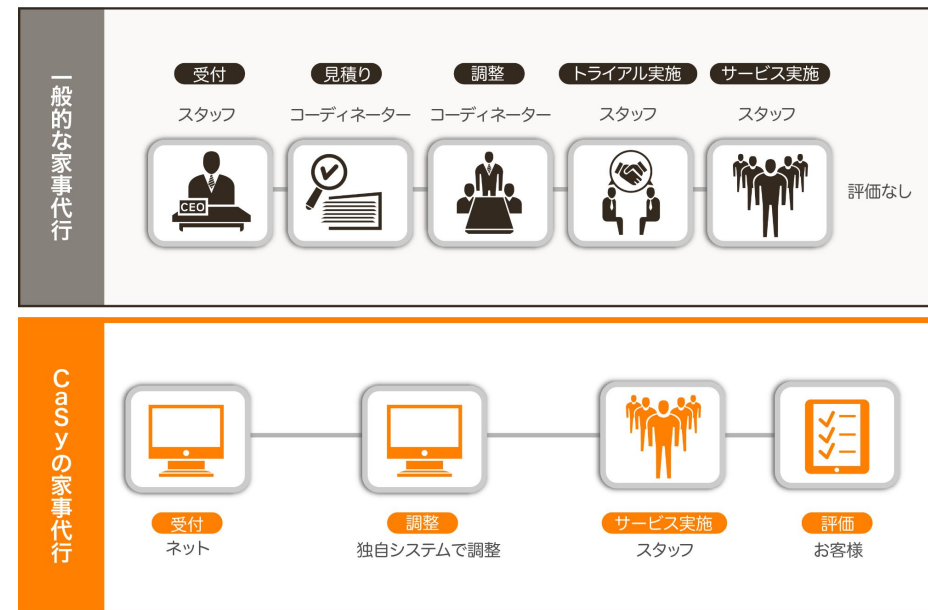 一般的な家事代行
受付
見積り
調整
トライアル実施
サービス実施
スタッフ
コーディネーター
コーディネーター
スタッフ
スタッフ
CEO
評価なし
CaSyの家事代行
受付
調整
サービス実施
評価
ネット
独自システムで調整
スタッフ
お客様